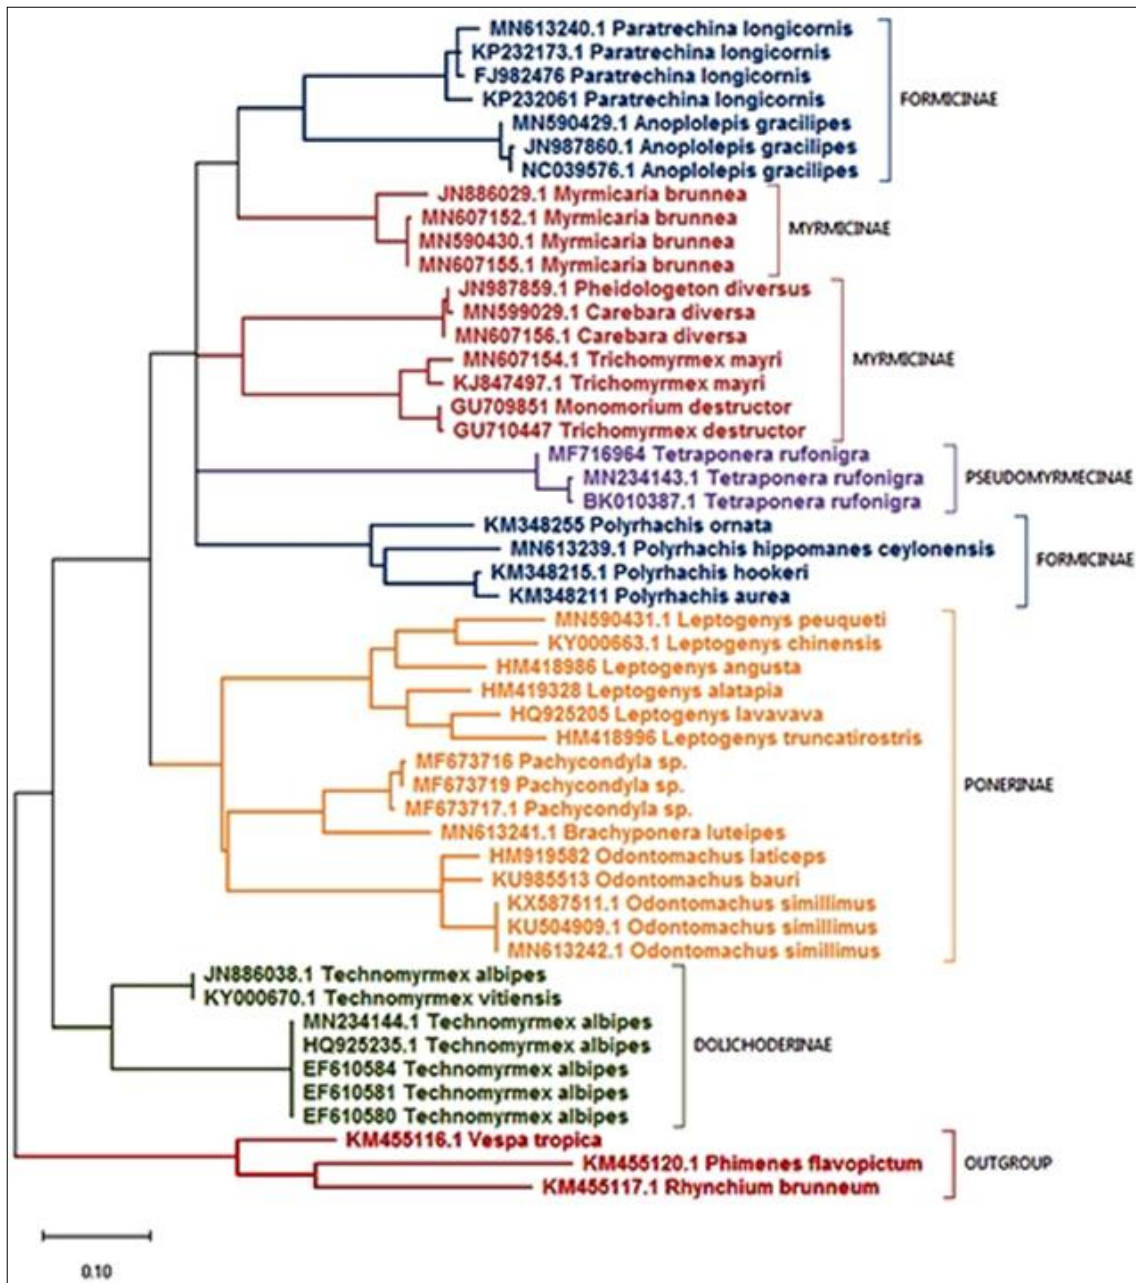 MN613240.1 Paratrechina longicornis
KP232173.1 Paratrechina longicornis
FJ982476 Paratrechina longicornis
KP232061 Paratrechina longicornis
MN590429.1 Anoplolepis gracilipes
JN987860.1 Anoplolepis gracilipes
NC039576.1 Anoplolepis gracilipes
FORMICINAE
JN886029.1 Myrmicaria brunnea
MN607152.1 Myrmicaria brunnea
MN590430.1 Myrmicaria brunnea
MN607155.1 Myrmicaria brunnea
MYRMICINAE
JN987859.1 Pheidologeton diversus
MN599029.1 Carebara diversa
MN607156.1 Carebara diversa
MN607154.1 Trichomyrmex mayri
KJ847497.1 Trichomyrmex mayri
GU709851 Monomorium destructor
GU710447 Trichomyrmex destructor
MYRMICINAE
MF716964 Tetraponera rufonigra
MN234143.1 Tetraponera rufonigra
BK010387.1 Tetraponera rufonigra
PSEUDOMYRMECINAE
KM348255 Polyrhachis ornata
MN613239.1 Polyrhachis hippomanes ceylonensis
KM348215.1 Polyrhachis hookeri
KM348211 Polyrhachis aurea
FORMICINAE
MN590431.1 Leptogenys peuqueti
KY000663.1 Leptogenys chinensis
HM418986 Leptogenys angusta
HM419328 Leptogenys alatapia
HQ925205 Leptogenys lavavava
HM418996 Leptogenys truncatirostris
MF673716 Pachycondyla sp.
MF673719 Pachycondyla sp.
MF673717.1 Pachycondyla sp.
MN613241.1 Brachyponera luteipes
HM919582 Odontomachus laticeps
KU985513 Odontomachus bauri
KX587511.1 Odontomachus simillimus
KU504909.1 Odontomachus simillimus
MN613242.1 Odontomachus simillimus
PONERINAE
JN886038.1 Technomyrmex albipes
KY000670.1 Technomyrmex vitiensis
MN234144.1 Technomyrmex albipes
HQ925235.1 Technomyrmex albipes
EF610584 Technomyrmex albipes
EF610581 Technomyrmex albipes
EF610580 Technomyrmex albipes
DOLICHODERINAE
KM455116.1 Vespa tropica
KM455120.1 Phimenes flavopictum
KM455117.1 Rhynchium brunneum
OUTGROUP
0.10